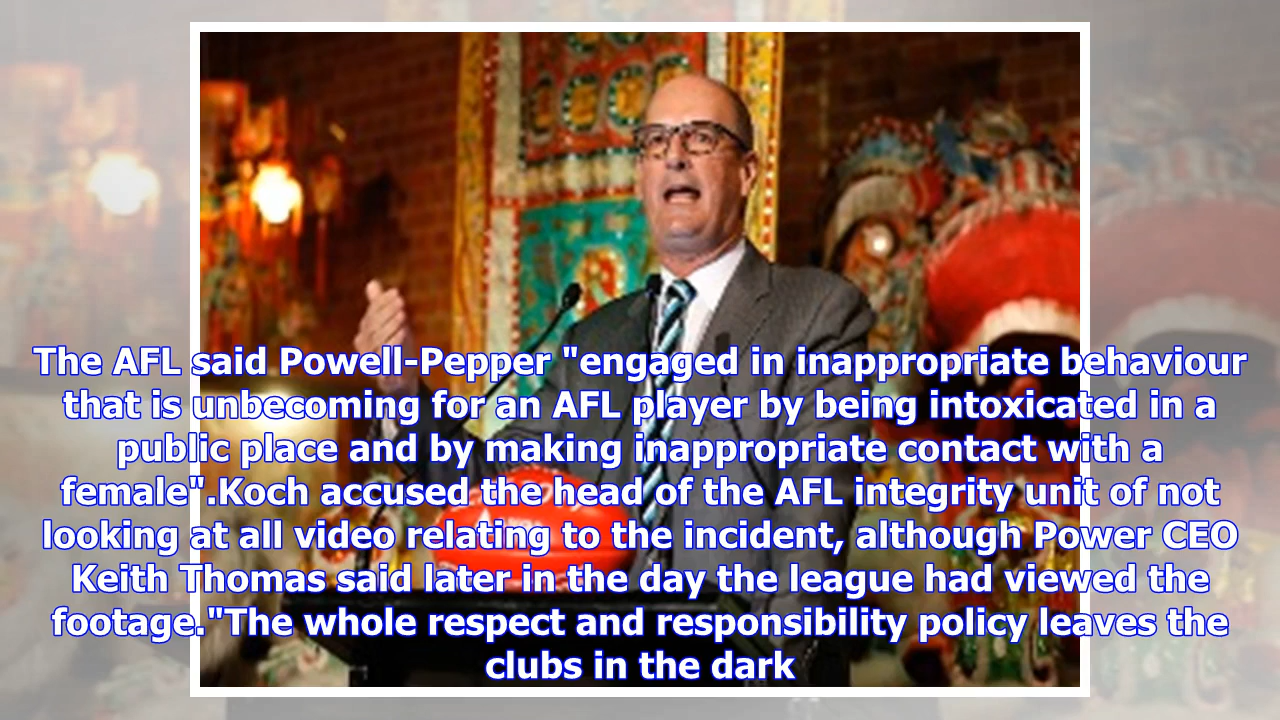 The AFL said Powell-Pepper "engaged in inappropriate behaviour
that is unbecoming for an AFL player by being intoxicated in a
public place and by making inappropriate contact with a
female".Koch accused the head of the AFL integrity unit of not
looking at all video relating to the incident, although Power CEO
Keith Thomas said later in the day the league had viewed the
footage."The whole respect and responsibility policy leaves the
clubs in the dark